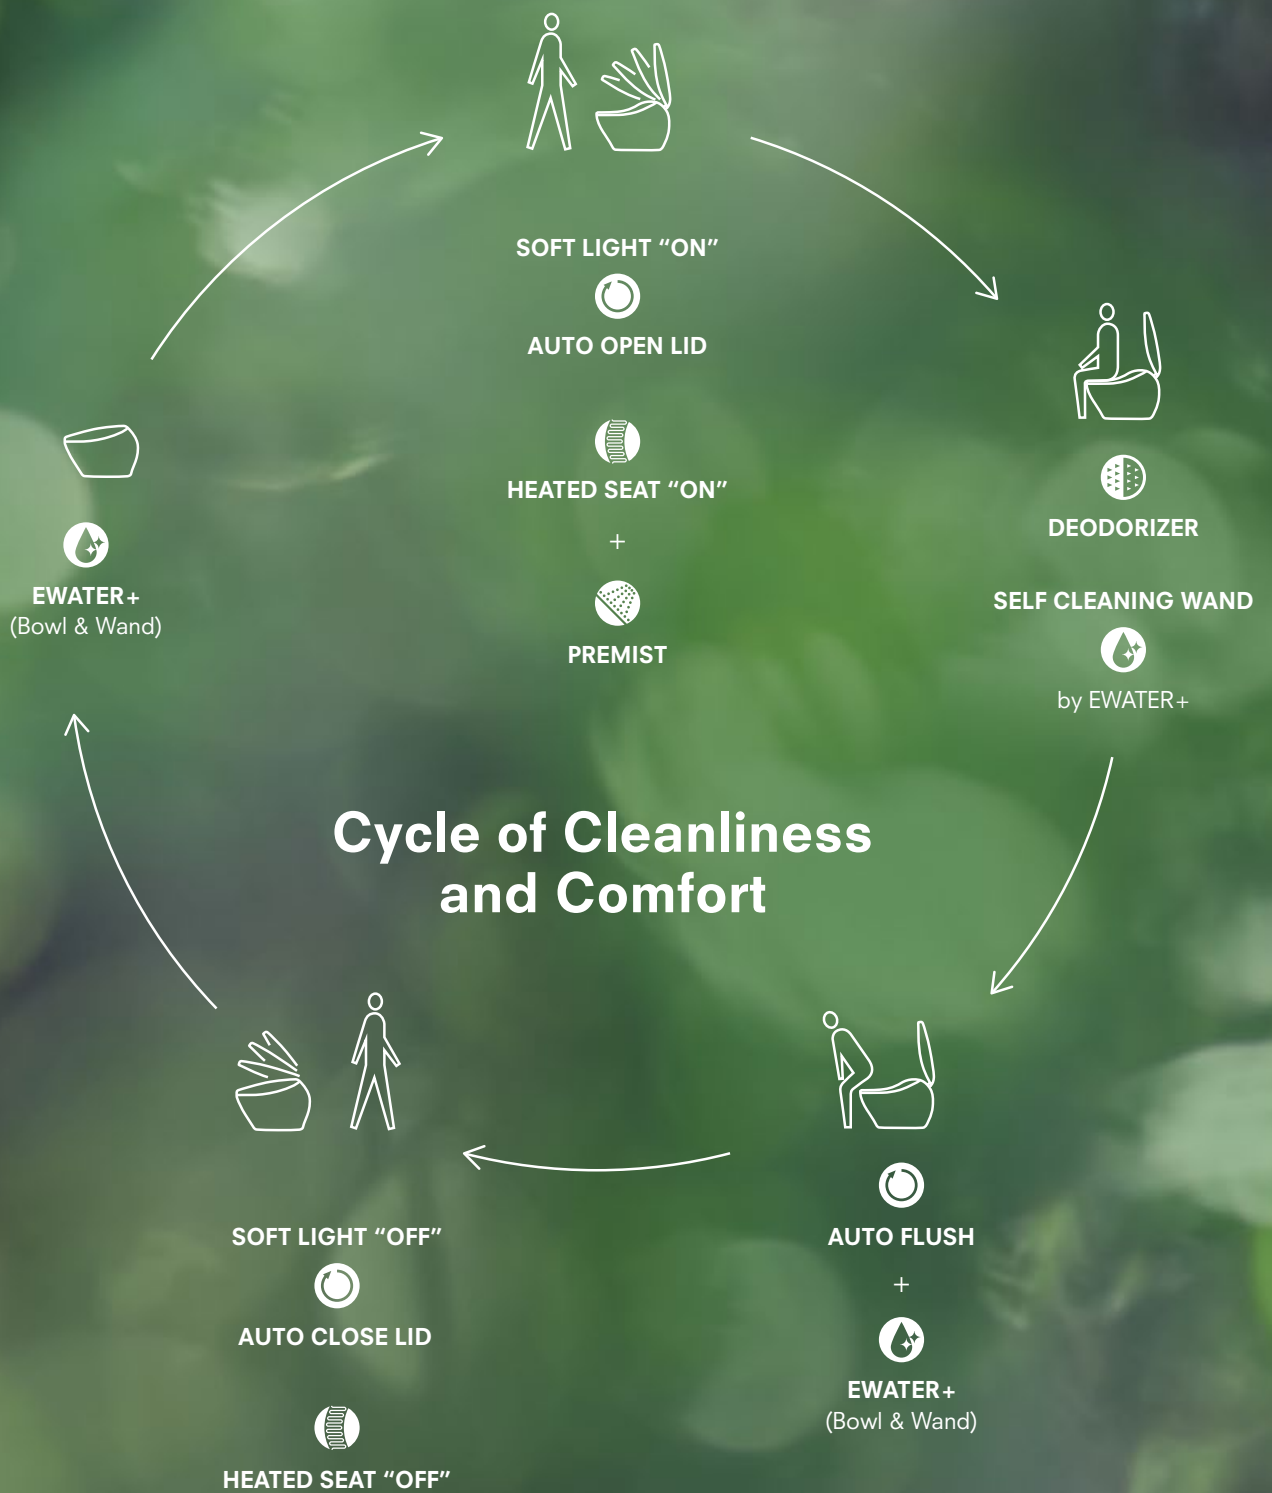 SOFT LIGHT “ON”
AUTO OPEN LID
HEATED SEAT “ON”
+
PREMIST
DEODORIZER
SELF CLEANING WAND
by EWATER+
EWATER+
(Bowl & Wand)
Cycle of Cleanliness
and Comfort
AUTO FLUSH
+
EWATER+
(Bowl & Wand)
SOFT LIGHT “OFF”
AUTO CLOSE LID
HEATED SEAT “OFF”